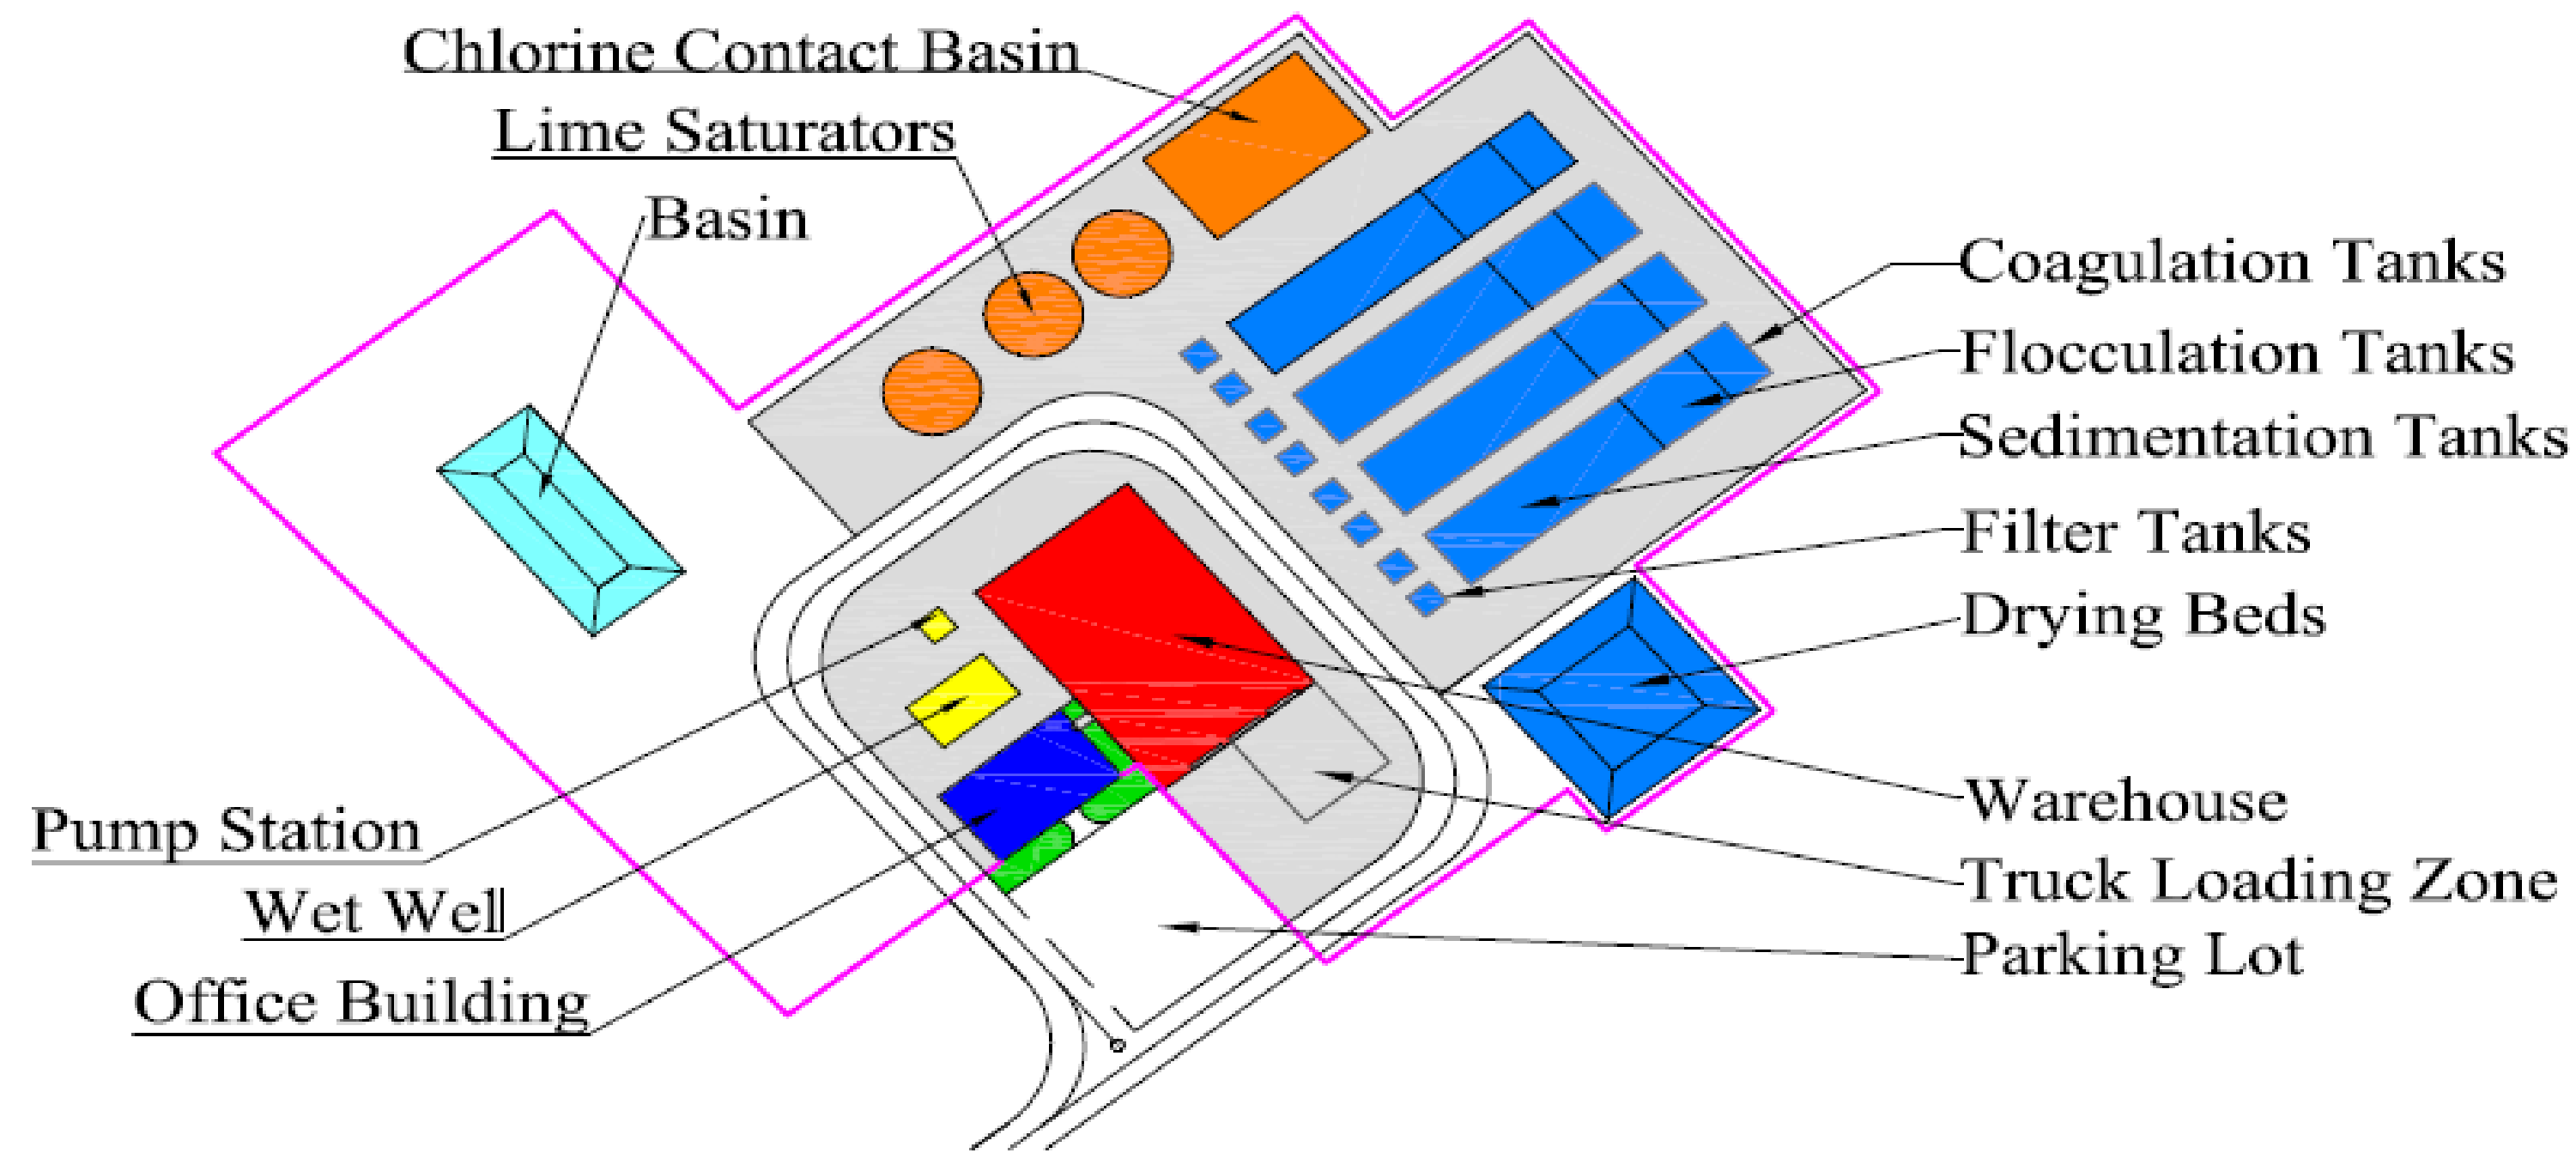 Chlorine Contact Basin
Lime Saturators
Basin
Coagulation Tanks
Flocculation Tanks
Sedimentation Tanks
Filter Tanks
Drying Beds
Warehouse
Truck Loading Zone
Parking Lot
Pump Station
Wet Well
Office Building